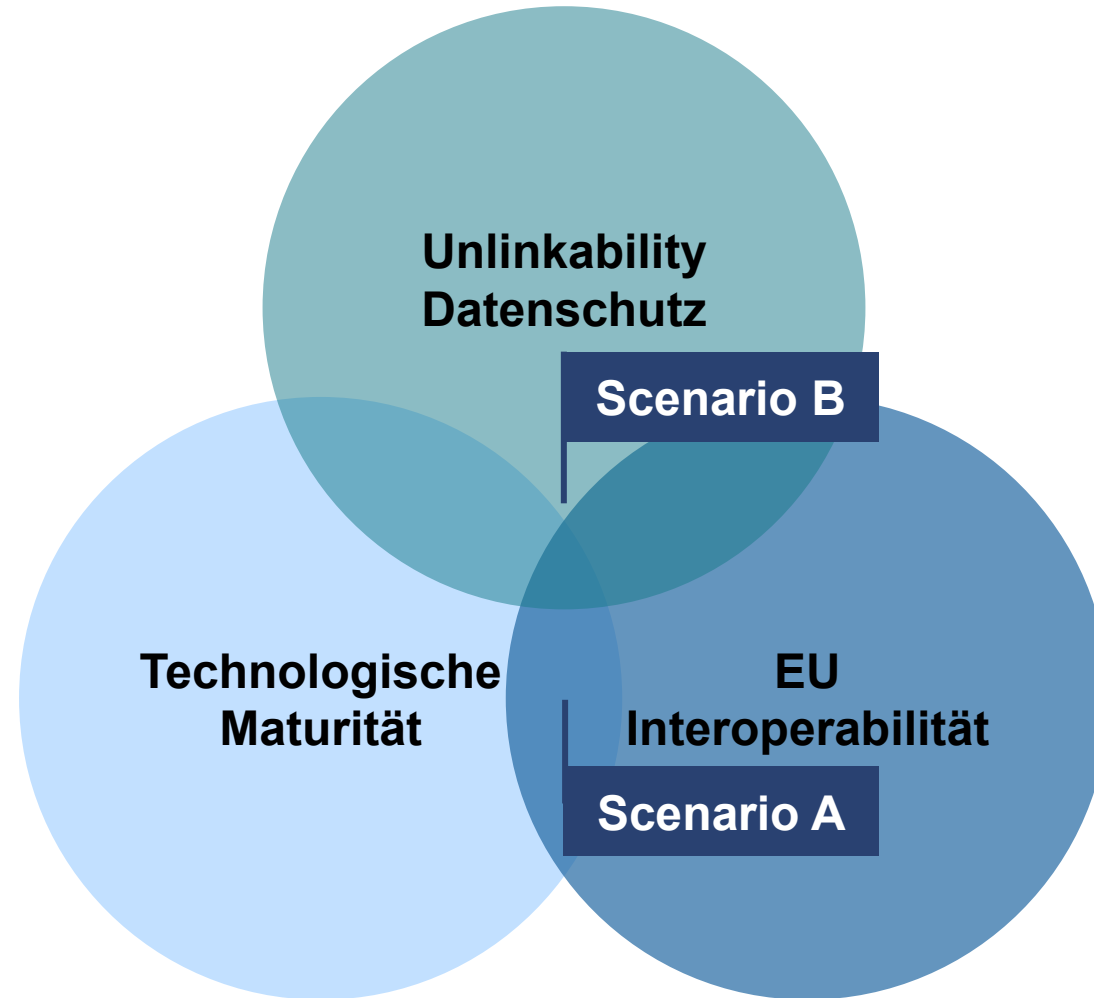 Unlinkability
Datenschutz
Scenario B
Technologische
Maturität
EU
Interoperabilität
Scenario A